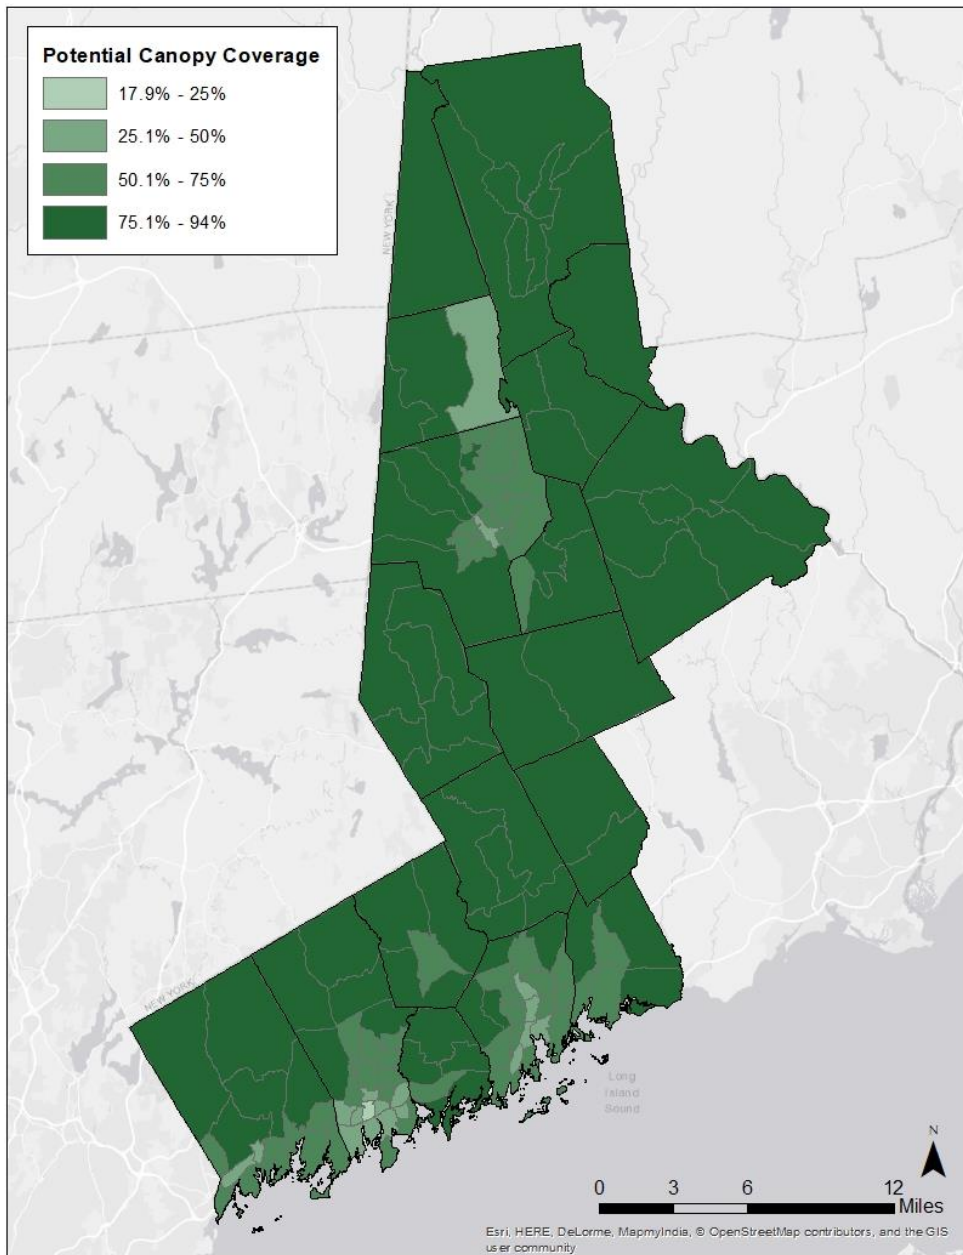 Potential Canopy Coverage
17.9% - 25%
25.1% - 50%
50.1% - 75%
75.1% - 94%
NEW YORK
NEW YORK
Long
Island
Sound
N
0 3 6 12
Miles
Esri, HERE, DeLorme, MapmyIndia, © OpenStreetMap contributors, and the GIS
user community